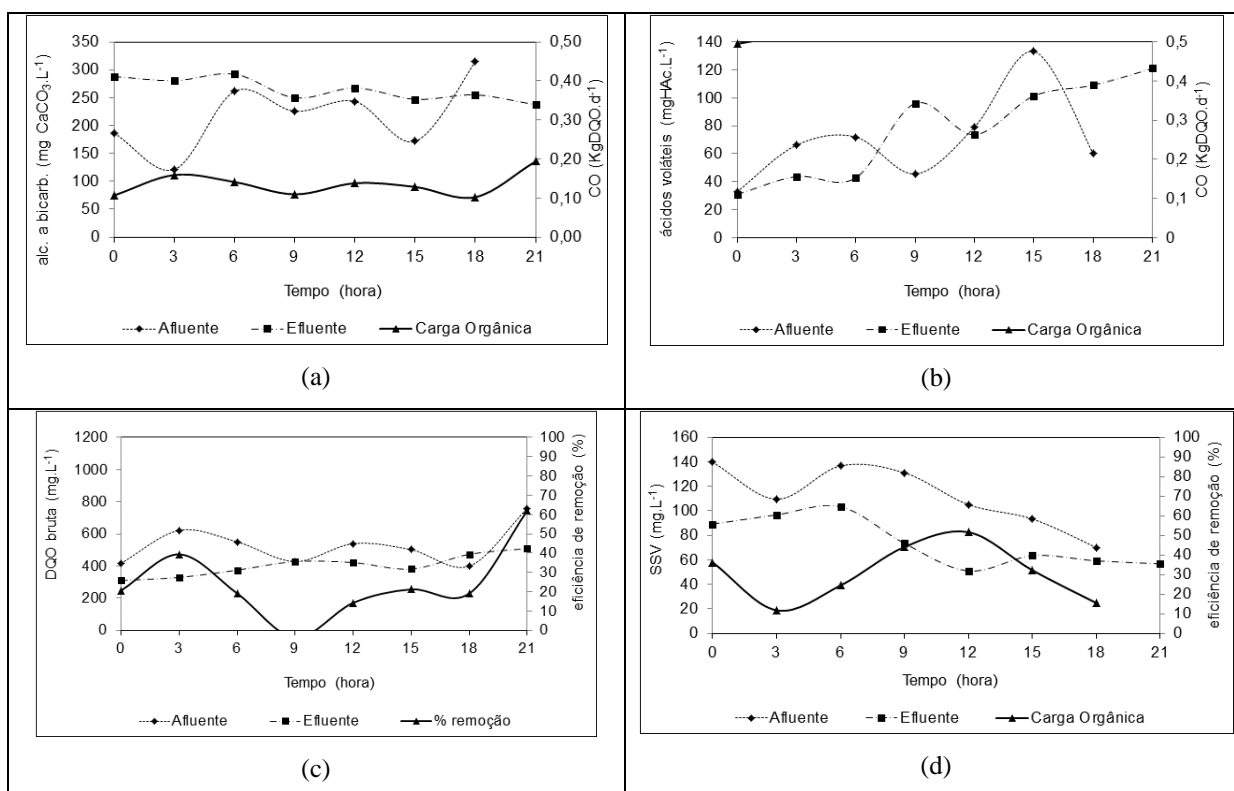 350
300
250
200
150
100
50
0
alc. a bicarb. (mg CaCO₃.L⁻¹)
0,50
0,40
0,30
0,20
0,10
0,00
CO (KgDQO.d⁻¹)
0 3 6 9 12 15 18 21
Tempo (hora)
Afluente Efluente Carga Orgânica
(a)
140
120
100
80
60
40
20
0
ácidos voláteis (mgHAc.L⁻¹)
0,5
0,4
0,3
0,2
0,1
0
CO (KgDQO.d⁻¹)
0 3 6 9 12 15 18 21
Tempo (hora)
Afluente Efluente Carga Orgânica
(b)
1200
1000
800
600
400
200
0
DQO bruta (mg.L⁻¹)
100
90
80
70
60
50
40
30
20
10
0
eficiência de remoção (%)
0 3 6 9 12 15 18 21
Tempo (hora)
Afluente Efluente % remoção
(c)
160
140
120
100
80
60
40
20
0
SSV (mg.L⁻¹)
100
90
80
70
60
50
40
30
20
10
0
eficiência de remoção (%)
0 3 6 9 12 15 18 21
Tempo (hora)
Afluente Efluente Carga Orgânica
(d)